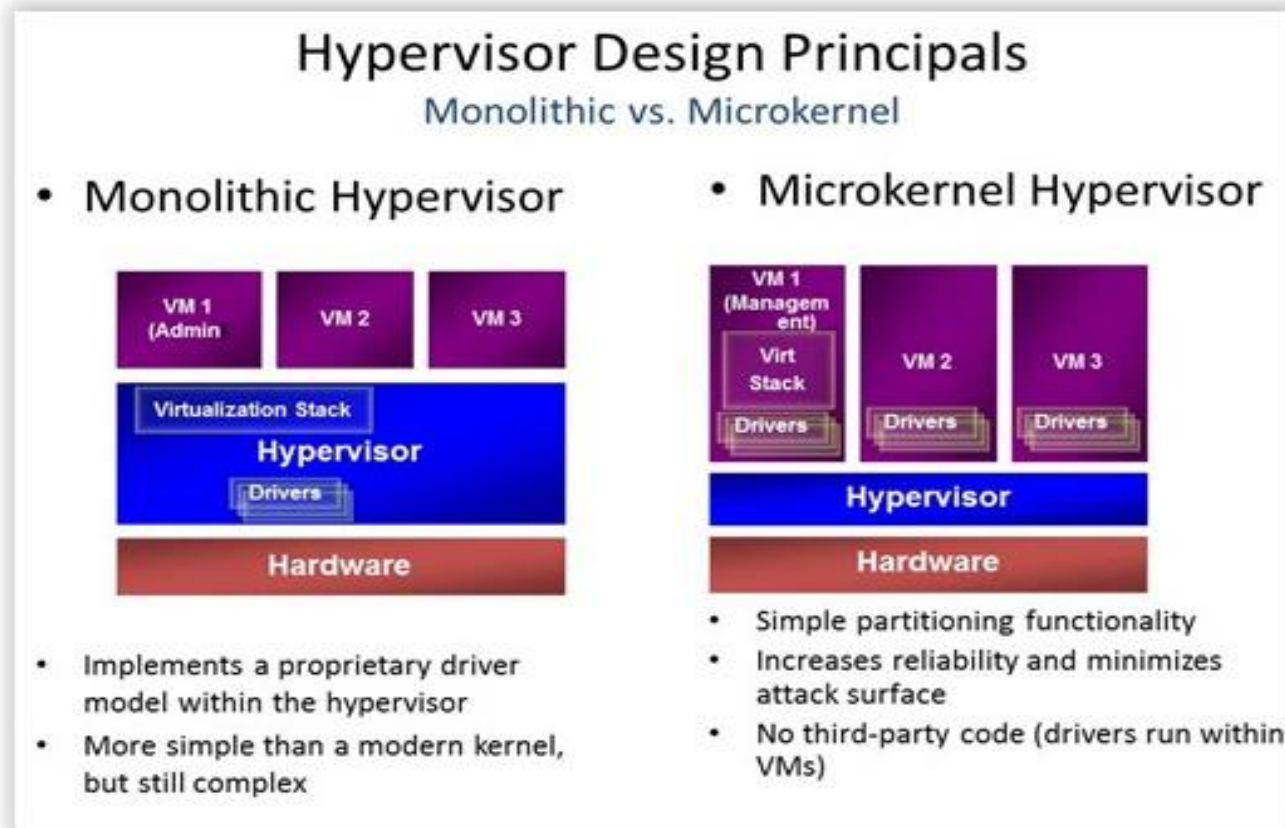 Hypervisor Design Principals
Monolithic vs. Microkernel
• Monolithic Hypervisor
VM 1
(Admin
VM 2
VM 3
Virtualization Stack
Hypervisor
Drivers
Hardware
• Implements a proprietary driver
model within the hypervisor
• More simple than a modern kernel,
but still complex
• Microkernel Hypervisor
VM 1
(Managem
ent)
Virt
Stack
Drivers
VM 2
Drivers
VM 3
Drivers
Hypervisor
Hardware
• Simple partitioning functionality
• Increases reliability and minimizes
attack surface
• No third-party code (drivers run within
VMs)